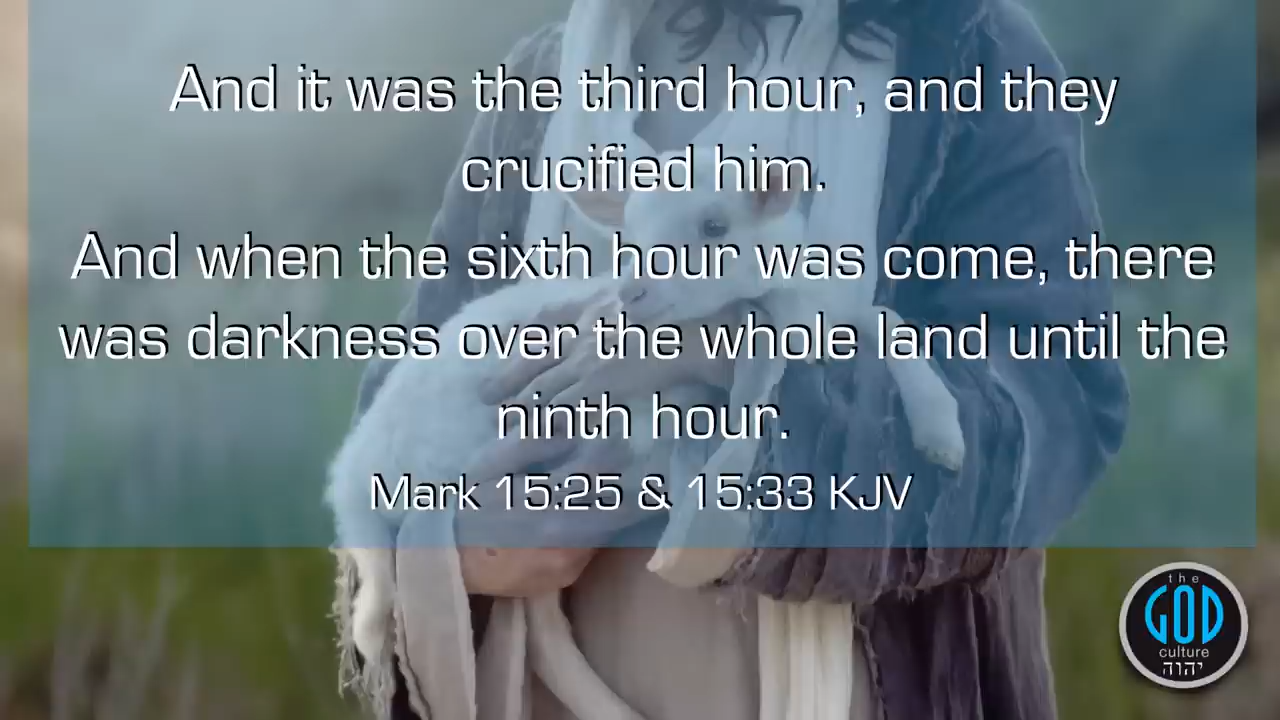 And it was the third hour, and they
crucified him.
And when the sixth hour was come, there
was darkness over the whole land until the
ninth hour.
Mark 15:25 & 15:33 KJV
the
GOD
culture
יהוה